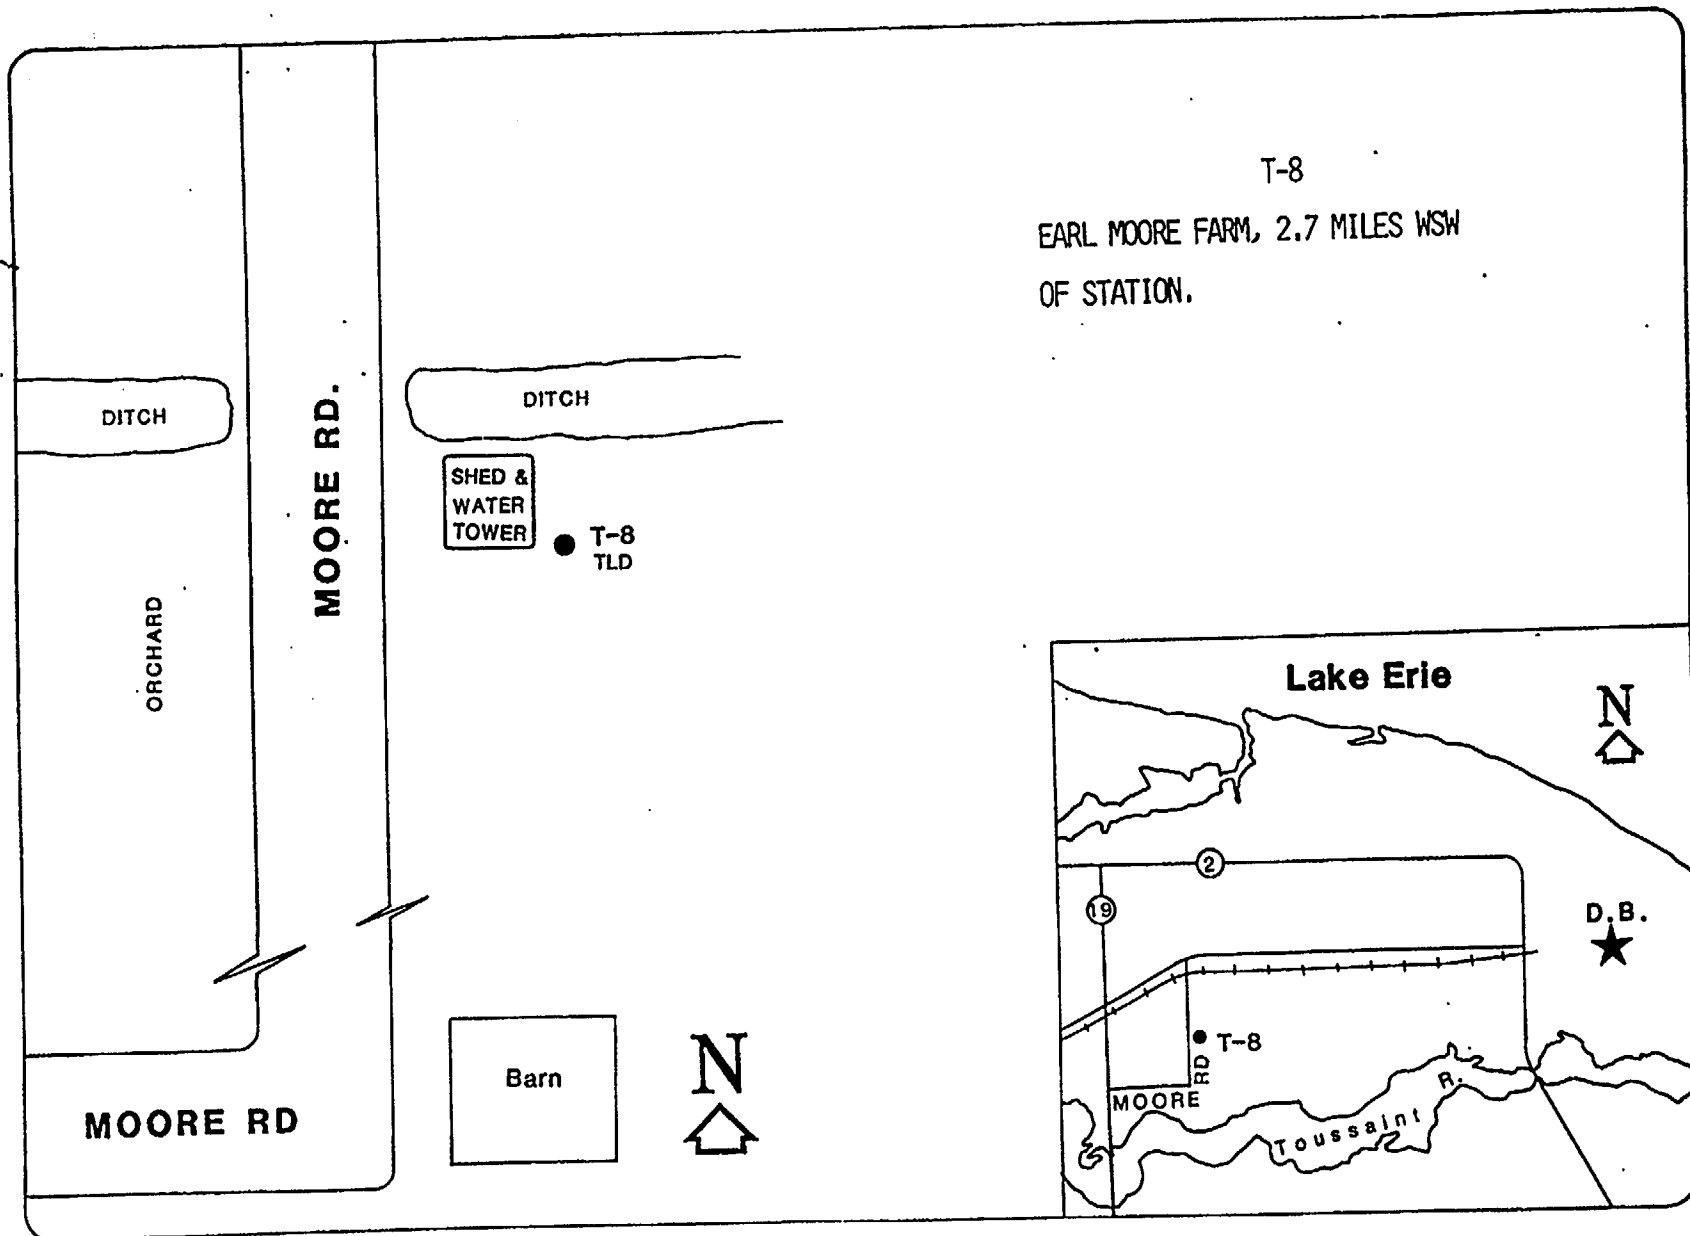 T-8
EARL MOORE FARM, 2.7 MILES WSW
OF STATION.
DITCH
MOORE RD.
DITCH
SHED &
WATER
TOWER
T-8
TLD
ORCHARD
Barn
N
MOORE RD
Lake Erie
N
2
19
D.B.
T-8
MOORE
RD
Toussaint R.